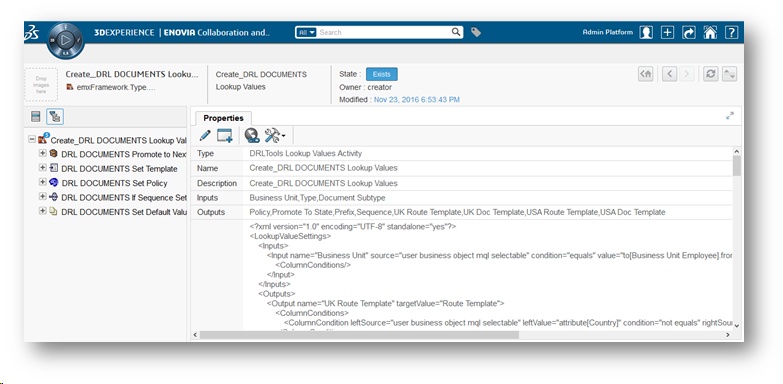 3DEXPERIENCE | ENOVIA Collaboration and..
All
Search
Admin Platform
Drop images here
Create_DRL DOCUMENTS Looku...
emxFramework.Type....
Create_DRL DOCUMENTS
Lookup Values
State : Exists
Owner : creator
Modified : Nov 23, 2016 6:53:43 PM
Create_DRL DOCUMENTS Lookup Val
DRL DOCUMENTS Promote to Nex
DRL DOCUMENTS Set Template
DRL DOCUMENTS Set Policy
DRL DOCUMENTS If Sequence Set
DRL DOCUMENTS Set Default Valu
Properties
Type DRLTools Lookup Values Activity
Name Create_DRL DOCUMENTS Lookup Values
Description Create_DRL DOCUMENTS Lookup Values
Inputs Business Unit,Type,Document Subtype
Outputs Policy,Promote To State,Prefix,Sequence,UK Route Template,UK Doc Template,USA Route Template,USA Doc Template
<?xml version="1.0" encoding="UTF-8" standalone="yes"?>
<LookupValueSettings>
<Inputs>
<Input name="Business Unit" source="user business object mql selectable" condition="equals" value="to[Business Unit Employee].from
<ColumnConditions/>
</Input>
</Inputs>
<Outputs>
<Output name="UK Route Template" targetValue="Route Template">
<ColumnConditions>
<ColumnCondition leftSource="user business object mql selectable" leftValue="attribute[Country]" condition="not equals" rightSour